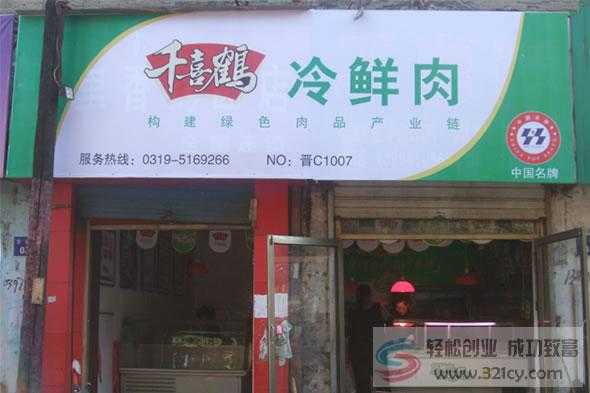 千喜鹤
冷鲜肉
构建绿色肉品产业链
服务热线：0319-5169266 NO：晋C1007
中国名牌
轻松创业 成功致富
www.321cy.com